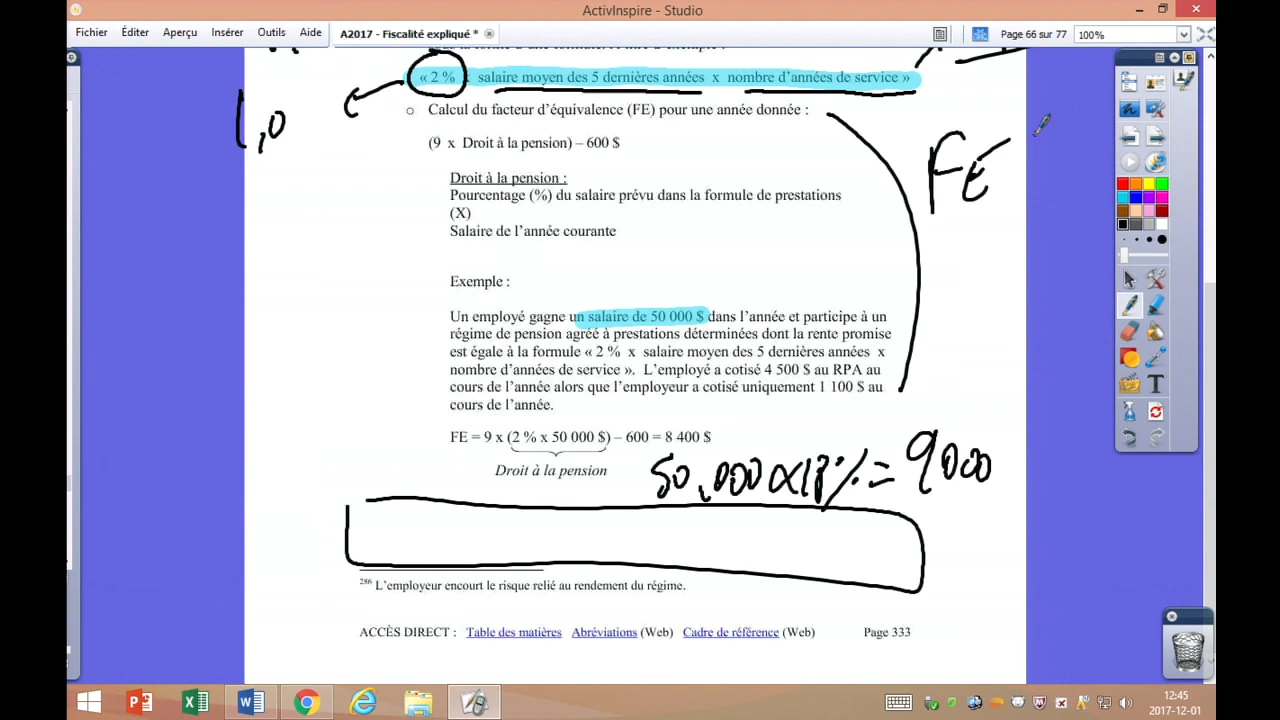 ActivInspire - Studio
Fichier Éditer Aperçu Insérer Outils Aide
A2017 - Fiscalité expliqué *
Page 66 sur 77
100%
« 2 % x salaire moyen des 5 dernières années x nombre d'années de service »
1,0
o Calcul du facteur d'équivalence (FE) pour une année donnée :
(9 x Droit à la pension) – 600 $
FE
Droit à la pension :
Pourcentage (%) du salaire prévu dans la formule de prestations
(X)
Salaire de l'année courante
Exemple :
Un employé gagne un salaire de 50 000 $ dans l'année et participe à un
régime de pension agréé à prestations déterminées dont la rente promise
est égale à la formule « 2 % x salaire moyen des 5 dernières années x
nombre d'années de service ». L'employé a cotisé 4 500 $ au RPA au
cours de l'année alors que l'employeur a cotisé uniquement 1 100 $ au
cours de l'année.
FE = 9 x (2 % x 50 000 $) – 600 = 8 400 $
Droit à la pension
50,000 x 18% = 9000
286 L'employeur encourt le risque relié au rendement du régime.
ACCÈS DIRECT : Table des matières Abréviations (Web) Cadre de référence (Web) Page 333
12:45
2017-12-01